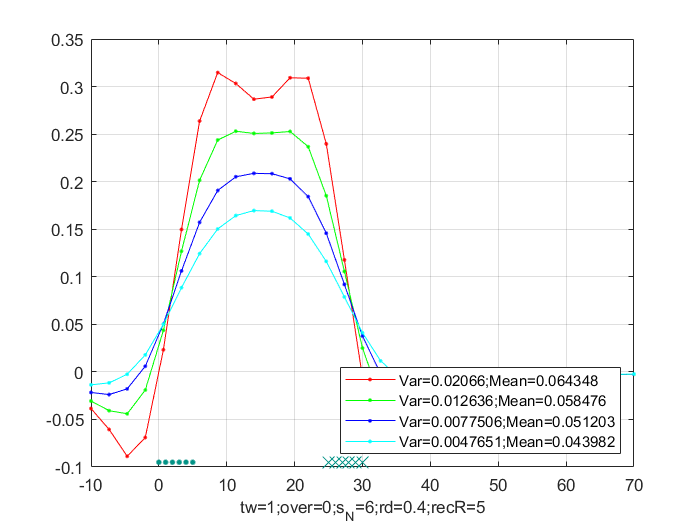 0.35
0.3
0.25
0.2
0.15
0.1
0.05
0
-0.05
-0.1
Var=0.02066;Mean=0.064348
Var=0.012636;Mean=0.058476
Var=0.0077506;Mean=0.051203
Var=0.0047651;Mean=0.043982
-10 0 10 20 30 40 50 60 70
tw=1;over=0;s_N=6;rd=0.4;recR=5